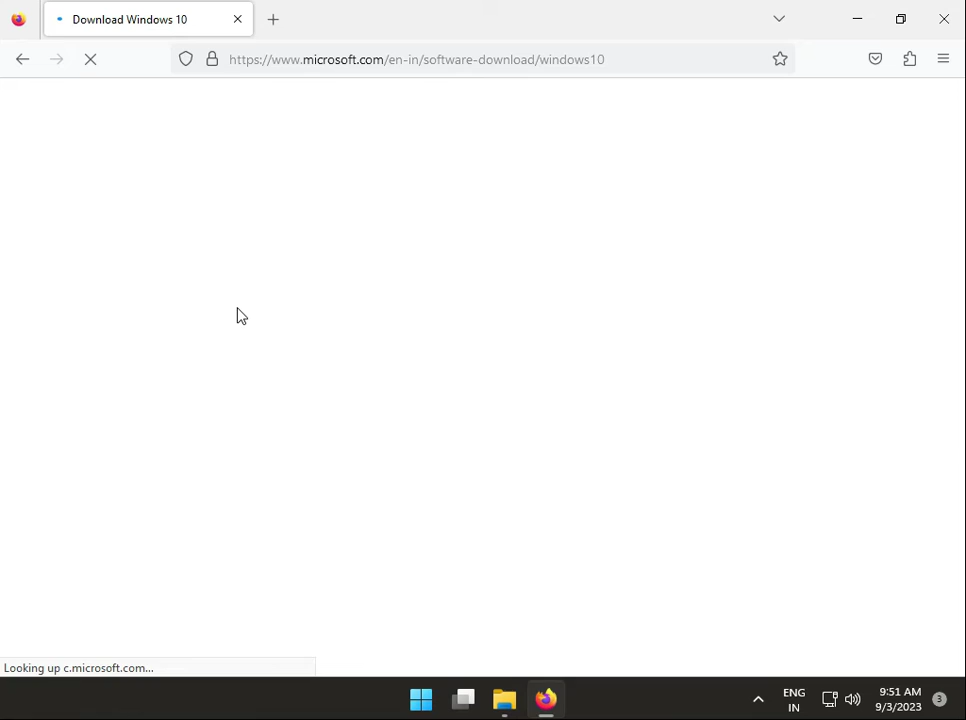 Download Windows 10
https://www.microsoft.com/en-in/software-download/windows10
Looking up c.microsoft.com...
ENG
IN
9:51 AM
9/3/2023
3